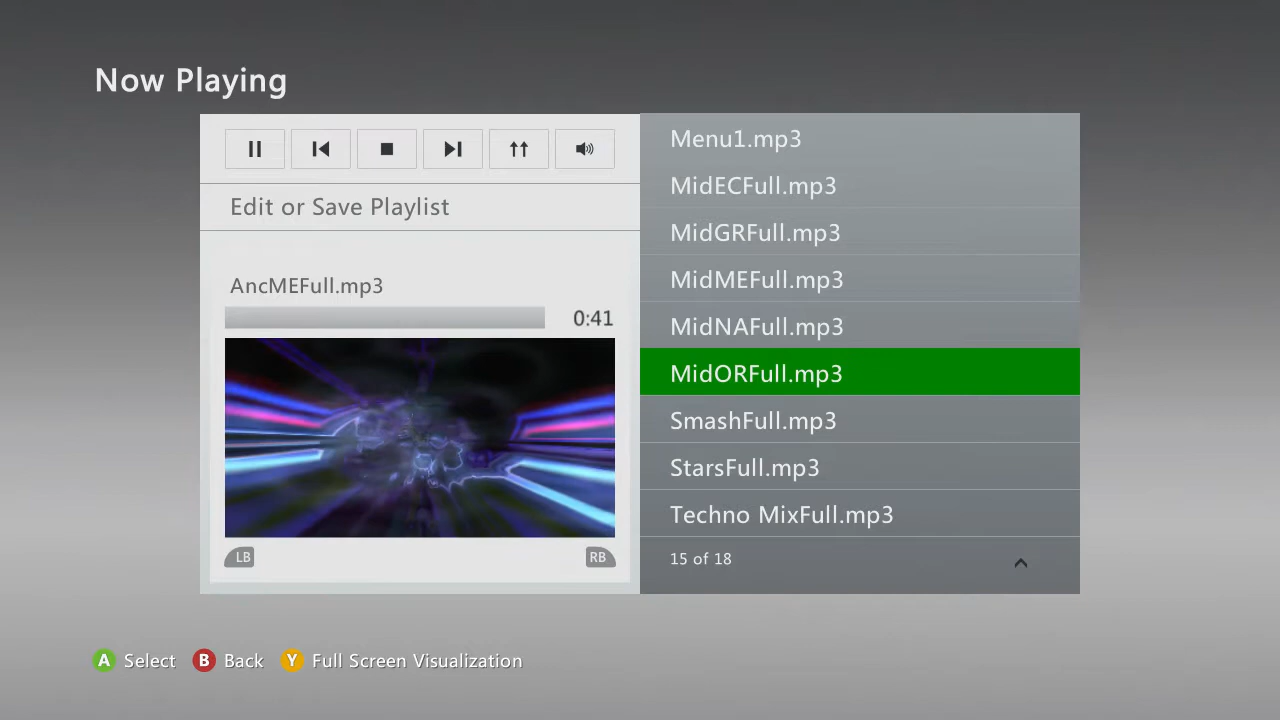 Now Playing
Edit or Save Playlist
AncMEFull.mp3
0:41
LB
RB
Menu1.mp3
MidECFull.mp3
MidGRFull.mp3
MidMEFull.mp3
MidNAFull.mp3
MidORFull.mp3
SmashFull.mp3
StarsFull.mp3
Techno MixFull.mp3
15 of 18
A Select B Back Y Full Screen Visualization